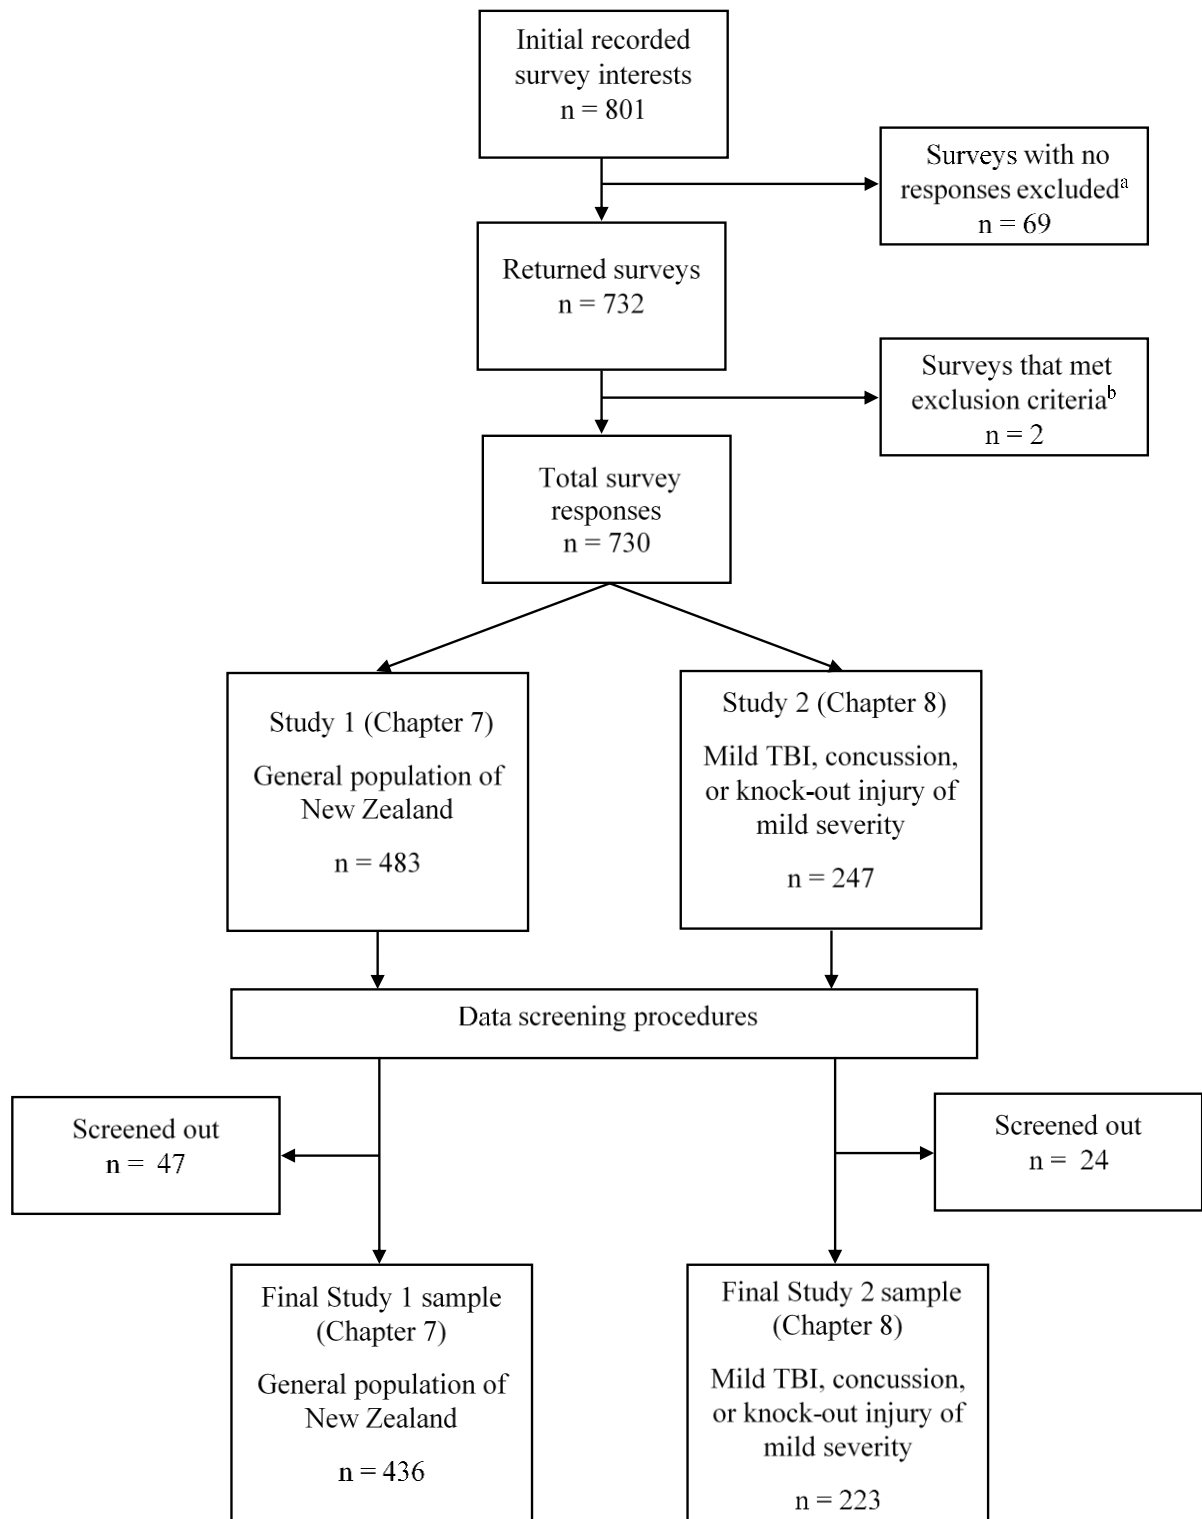 Initial recorded
survey interests
n = 801
Surveys with no
responses excludedᵃ
n = 69
Returned surveys
n = 732
Surveys that met
exclusion criteriaᵇ
n = 2
Total survey
responses
n = 730
Study 1 (Chapter 7)
General population of
New Zealand
n = 483
Study 2 (Chapter 8)
Mild TBI, concussion,
or knock-out injury of
mild severity
n = 247
Data screening procedures
Screened out
n =  47
Screened out
n =  24
Final Study 1 sample
(Chapter 7)
General population of
New Zealand
n = 436
Final Study 2 sample
(Chapter 8)
Mild TBI, concussion,
or knock-out injury of
mild severity
n = 223